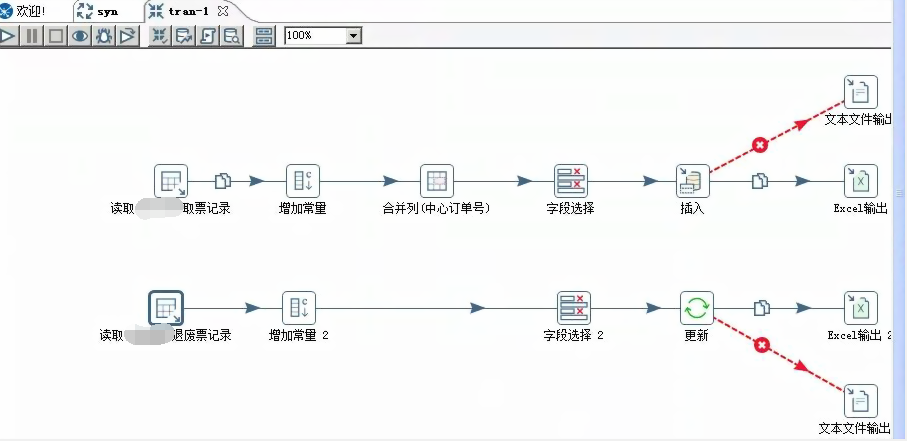 欢迎! syn tran-1
100%
文本文件输出
读取 取票记录 增加常量 合并列(中心订单号) 字段选择 插入 Excel输出
读取 退废票记录 增加常量 2 字段选择 2 更新 Excel输出 2
文本文件输出